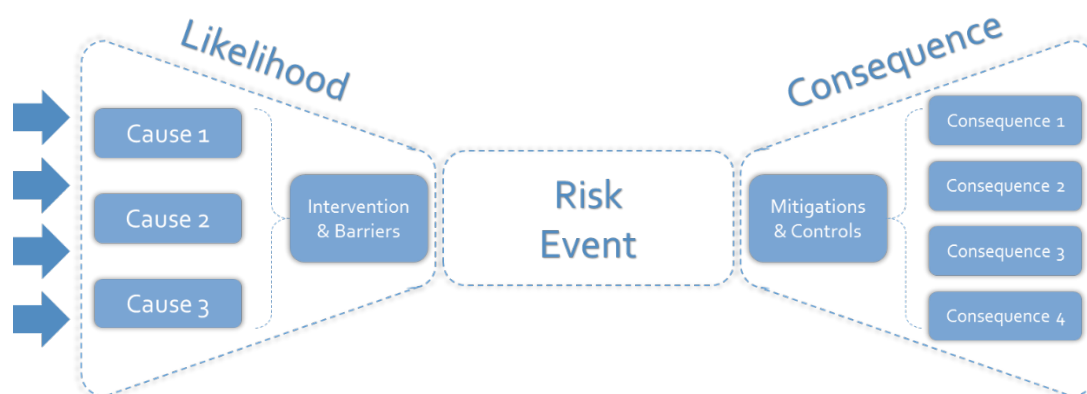 Likelihood
Cause 1
Cause 2
Cause 3
Intervention
& Barriers
Risk
Event
Consequence
Mitigations
& Controls
Consequence 1
Consequence 2
Consequence 3
Consequence 4